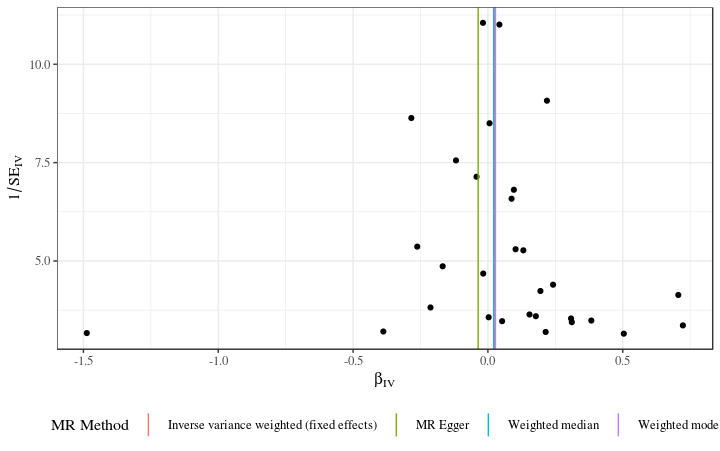 10.0
7.5
5.0
1/SE_IV
-1.5 -1.0 -0.5 0.0 0.5
β_IV
MR Method Inverse variance weighted (fixed effects) MR Egger Weighted median Weighted mode